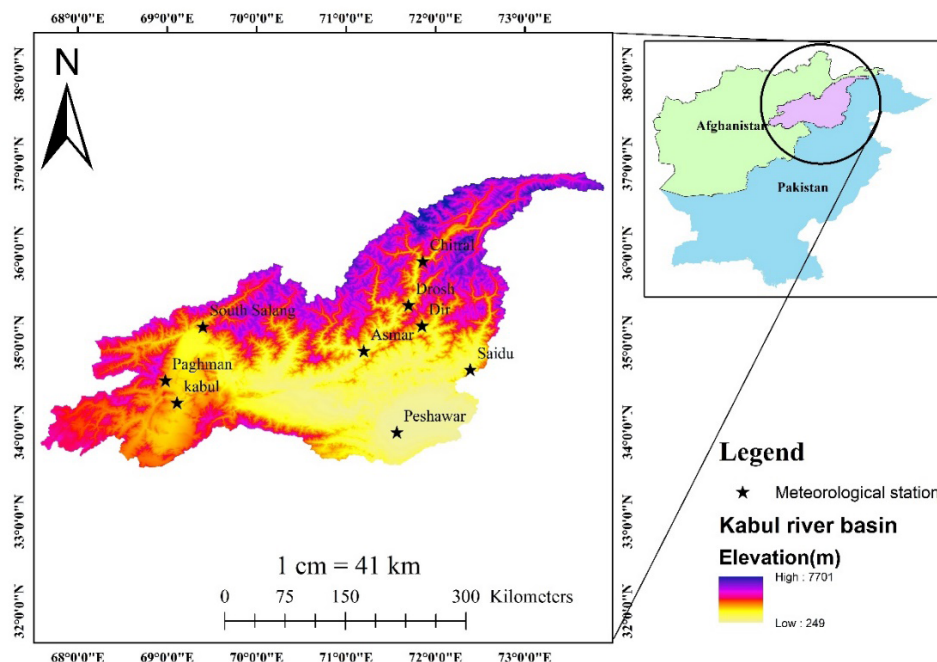 68°0'0"E 69°0'0"E 70°0'0"E 71°0'0"E 72°0'0"E 73°0'0"E
N
38°0'0"N
37°0'0"N
36°0'0"N
35°0'0"N
34°0'0"N
33°0'0"N
32°0'0"N
Chitral
Drosh
Dir
South Salang
Asmar
Saidu
Paghman
kabul
Peshawar
1 cm = 41 km
0 75 150 300 Kilometers
68°0'0"E 69°0'0"E 70°0'0"E 71°0'0"E 72°0'0"E 73°0'0"E
38°0'0"N
37°0'0"N
36°0'0"N
35°0'0"N
34°0'0"N
33°0'0"N
32°0'0"N
Afghanistan
Pakistan
Legend
Meteorological station
Kabul river basin
Elevation(m)
High : 7701
Low : 249